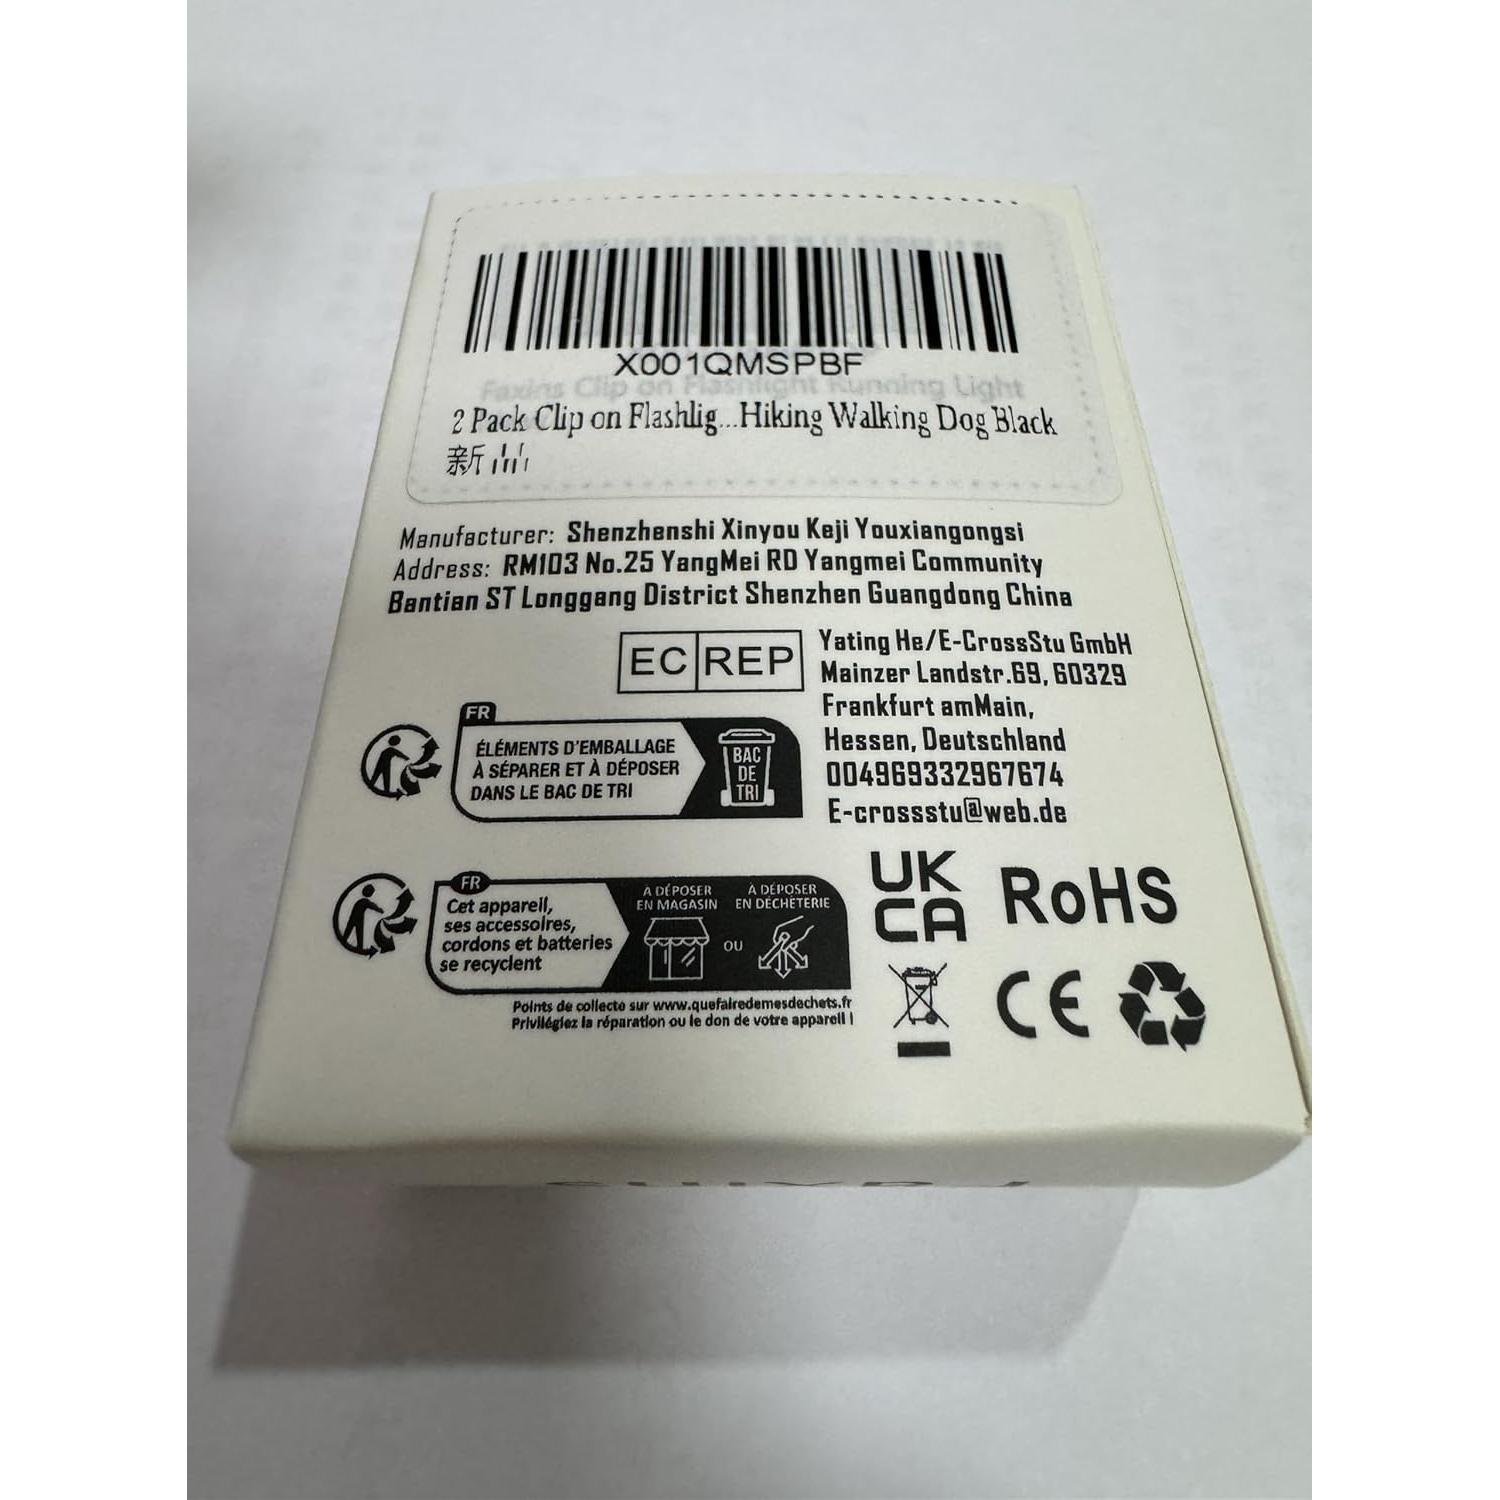 X001QMSPBF
Faxins Clip on Flashlight Running Light
2 Pack Clip on Flashlig...Hiking Walking Dog Black
新品
Manufacturer: Shenzhenshi Xinyou Keji Youxiangongsi
Address: RM103 No.25 YangMei RD Yangmei Community
Bantian ST Longgang District Shenzhen Guangdong China
EC REP
Yating He/E-CrossStu GmbH
Mainzer Landstr.69, 60329
Frankfurt amMain,
Hessen, Deutschland
004969332967674
E-crossstu@web.de
FR
ÉLÉMENTS D'EMBALLAGE
À SÉPARER ET À DÉPOSER
DANS LE BAC DE TRI
BAC
DE
TRI
FR
Cet appareil,
ses accessoires,
cordons et batteries
se recyclent
À DÉPOSER
EN MAGASIN
OU
À DÉPOSER
EN DÉCHÈTERIE
Points de collecte sur www.quefairedemesdechets.fr
Privilégiez la réparation ou le don de votre appareil !
UK
CA
RoHS
CE